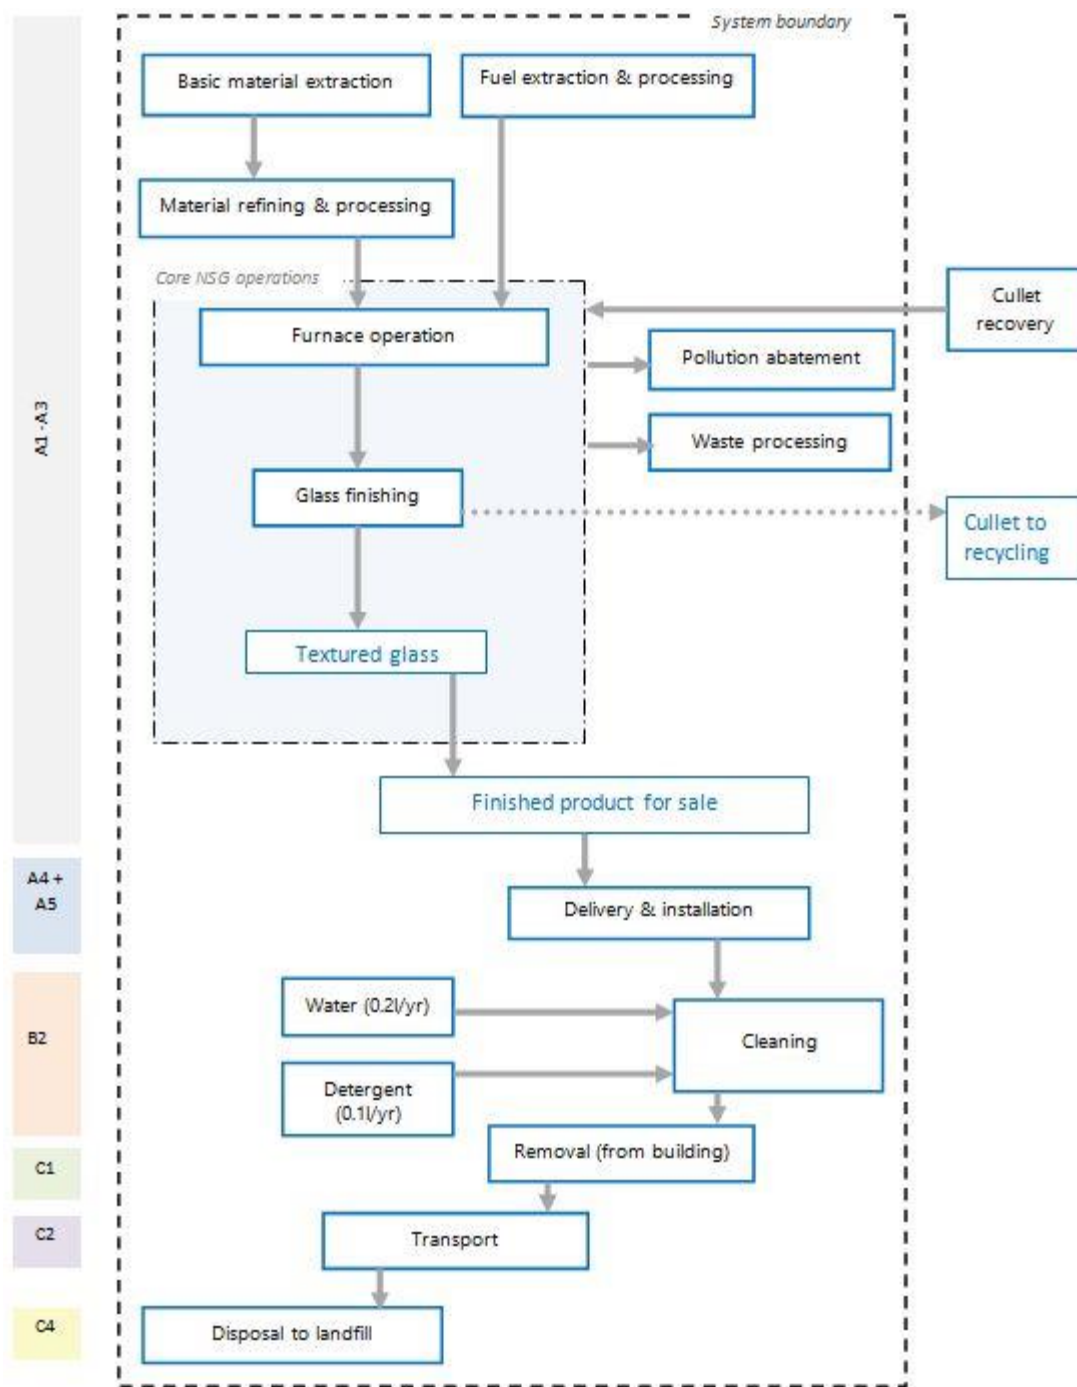 System boundary
Basic material extraction
Fuel extraction & processing
Material refining & processing
Core NSG operations
Cullet
recovery
Furnace operation
Pollution abatement
A1 -A3
Waste processing
Glass finishing
Cullet to
recycling
Textured glass
Finished product for sale
A4 +
A5
Delivery & installation
Water (0.2l/yr)
B2
Cleaning
Detergent
(0.1l/yr)
Removal (from building)
C1
C2
Transport
C4
Disposal to landfill